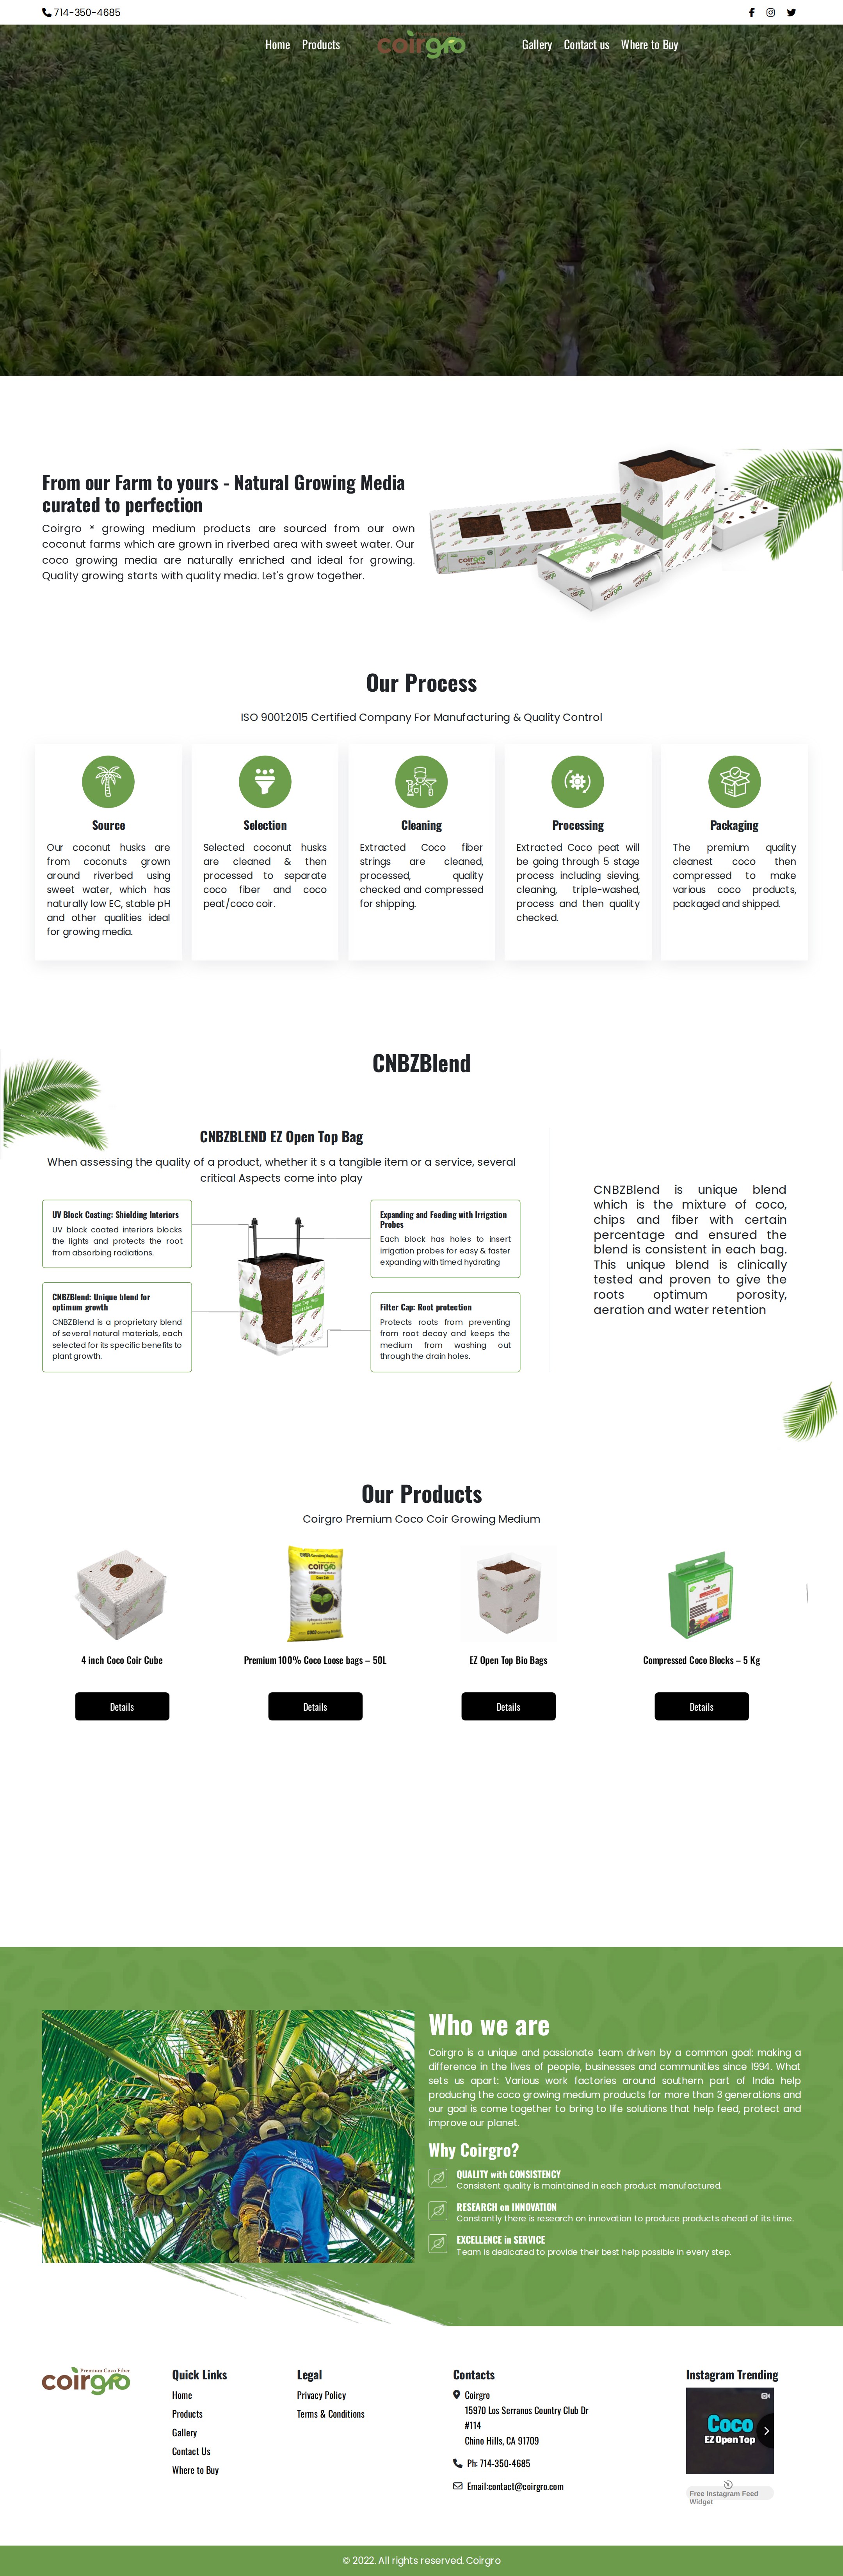 714-350-4685
Home Products coirgro Gallery Contact us Where to Buy
From our Farm to yours - Natural Growing Media
curated to perfection
Coirgro ® growing medium products are sourced from our own
coconut farms which are grown in riverbed area with sweet water. Our
coco growing media are naturally enriched and ideal for growing.
Quality growing starts with quality media. Let's grow together.
Our Process
ISO 9001:2015 Certified Company For Manufacturing & Quality Control
Source
Our coconut husks are
from coconuts grown
around riverbed using
sweet water, which has
naturally low EC, stable pH
and other qualities ideal
for growing media.
Selection
Selected coconut husks
are cleaned & then
processed to separate
coco fiber and coco
peat/coco coir.
Cleaning
Extracted Coco fiber
strings are cleaned,
processed, quality
checked and compressed
for shipping.
Processing
Extracted Coco peat will
be going through 5 stage
process including sieving,
cleaning, triple-washed,
process and then quality
checked.
Packaging
The premium quality
cleanest coco then
compressed to make
various coco products,
packaged and shipped.
CNBZBlend
CNBZBLEND EZ Open Top Bag
When assessing the quality of a product, whether it s a tangible item or a service, several
critical Aspects come into play
UV Block Coating: Shielding Interiors
UV block coated interiors blocks
the lights and protects the root
from absorbing radiations.
CNBZBlend: Unique blend for
optimum growth
CNBZBlend is a proprietary blend
of several natural materials, each
selected for its specific benefits to
plant growth.
Expanding and Feeding with Irrigation
Probes
Each block has holes to insert
irrigation probes for easy & faster
expanding with timed hydrating
Filter Cap: Root protection
Protects roots from preventing
from root decay and keeps the
medium from washing out
through the drain holes.
CNBZBlend is unique blend
which is the mixture of coco,
chips and fiber with certain
percentage and ensured the
blend is consistent in each bag.
This unique blend is clinically
tested and proven to give the
roots optimum porosity,
aeration and water retention
Our Products
Coirgro Premium Coco Coir Growing Medium
4 inch Coco Coir Cube
Details
Premium 100% Coco Loose bags – 50L
Details
EZ Open Top Bio Bags
Details
Compressed Coco Blocks – 5 Kg
Details
Who we are
Coirgro is a unique and passionate team driven by a common goal: making a
difference in the lives of people, businesses and communities since 1994. What
sets us apart: Various work factories around southern part of India help
producing the coco growing medium products for more than 3 generations and
our goal is come together to bring to life solutions that help feed, protect and
improve our planet.
Why Coirgro?
QUALITY with CONSISTENCY
Consistent quality is maintained in each product manufactured.
RESEARCH on INNOVATION
Constantly there is research on innovation to produce products ahead of its time.
EXCELLENCE in SERVICE
Team is dedicated to provide their best help possible in every step.
Premium Coco Fiber
coirgro
Quick Links
Home
Products
Gallery
Contact Us
Where to Buy
Legal
Privacy Policy
Terms & Conditions
Contacts
Coirgro
15970 Los Serranos Country Club Dr
#114
Chino Hills, CA 91709
Ph: 714-350-4685
Email:contact@coirgro.com
Instagram Trending
Coco
EZ Open Top
Free Instagram Feed
Widget
© 2022. All rights reserved. Coirgro